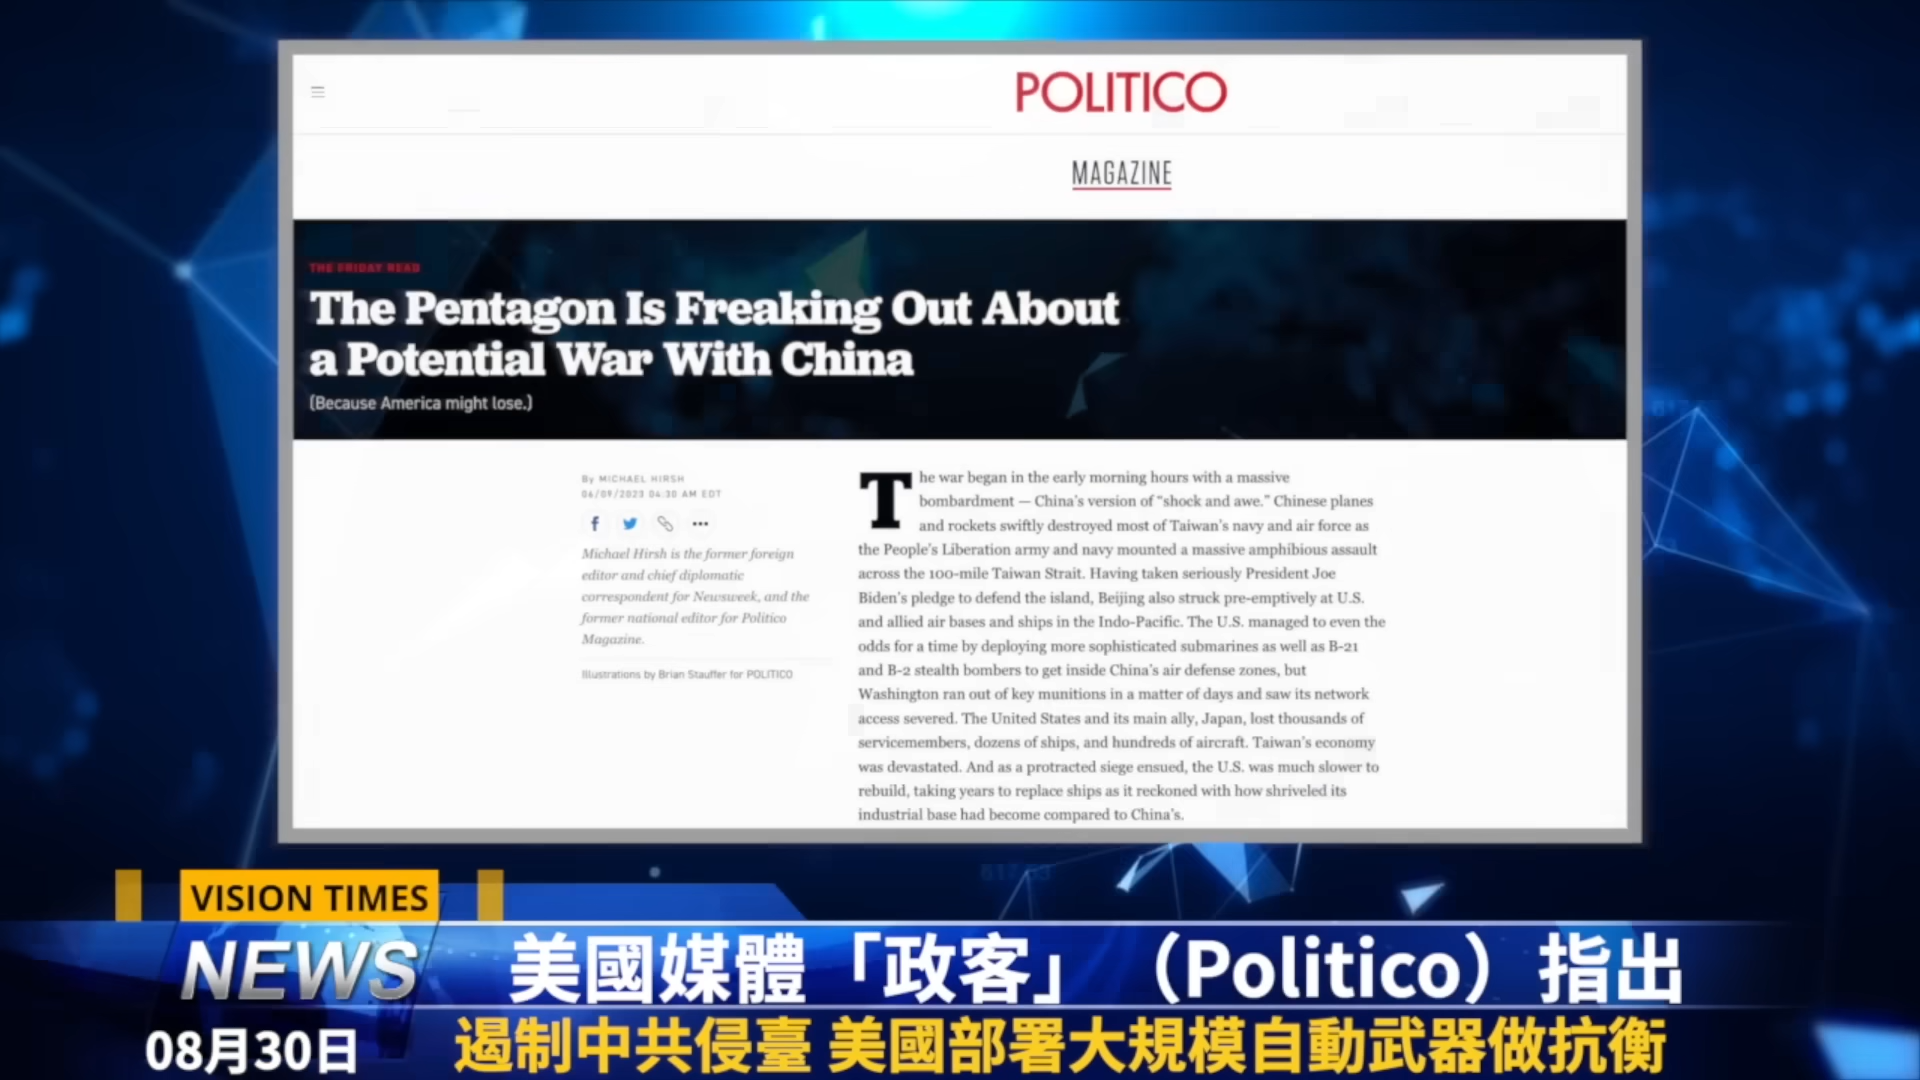 POLITICO
MAGAZINE
THE FRIDAY READ
The Pentagon Is Freaking Out About
a Potential War With China
(Because America might lose.)
By MICHAEL HIRSH
06/09/2023 04:30 AM EDT
Michael Hirsh is the former foreign
editor and chief diplomatic
correspondent for Newsweek, and the
former national editor for Politico
Magazine.
Illustrations by Brian Stauffer for POLITICO
The war began in the early morning hours with a massive
bombardment — China's version of "shock and awe." Chinese planes
and rockets swiftly destroyed most of Taiwan's navy and air force as
the People's Liberation army and navy mounted a massive amphibious assault
across the 100-mile Taiwan Strait. Having taken seriously President Joe
Biden's pledge to defend the island, Beijing also struck pre-emptively at U.S.
and allied air bases and ships in the Indo-Pacific. The U.S. managed to even the
odds for a time by deploying more sophisticated submarines as well as B-21
and B-2 stealth bombers to get inside China's air defense zones, but
Washington ran out of key munitions in a matter of days and saw its network
access severed. The United States and its main ally, Japan, lost thousands of
servicemembers, dozens of ships, and hundreds of aircraft. Taiwan's economy
was devastated. And as a protracted siege ensued, the U.S. was much slower to
rebuild, taking years to replace ships as it reckoned with how shriveled its
industrial base had become compared to China's.
VISION TIMES
NEWS
美國媒體「政客」（Politico）指出
08月30日
遏制中共侵臺 美國部署大規模自動武器做抗衡